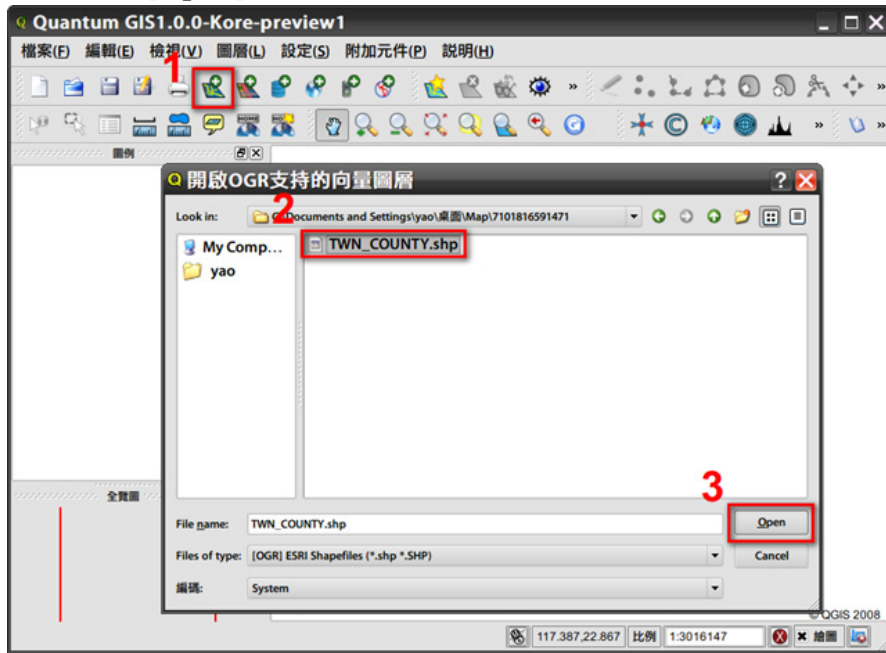 Quantum GIS1.0.0-Kore-preview1
檔案(F) 編輯(E) 檢視(V) 圖層(L) 設定(S) 附加元件(P) 説明(H)
1
圖例
開啟OGR支持的向量圖層
2
Look in: C:\Documents and Settings\yao\桌面\Map\7101816591471
My Comp...
TWN_COUNTY.shp
yao
3
全覽圖
File name: TWN_COUNTY.shp
Open
Files of type: [OGR] ESRI Shapefiles (*.shp *.SHP)
Cancel
編碼: System
© QGIS 2008
117.387,22.867 比例 1:3016147 繪圖